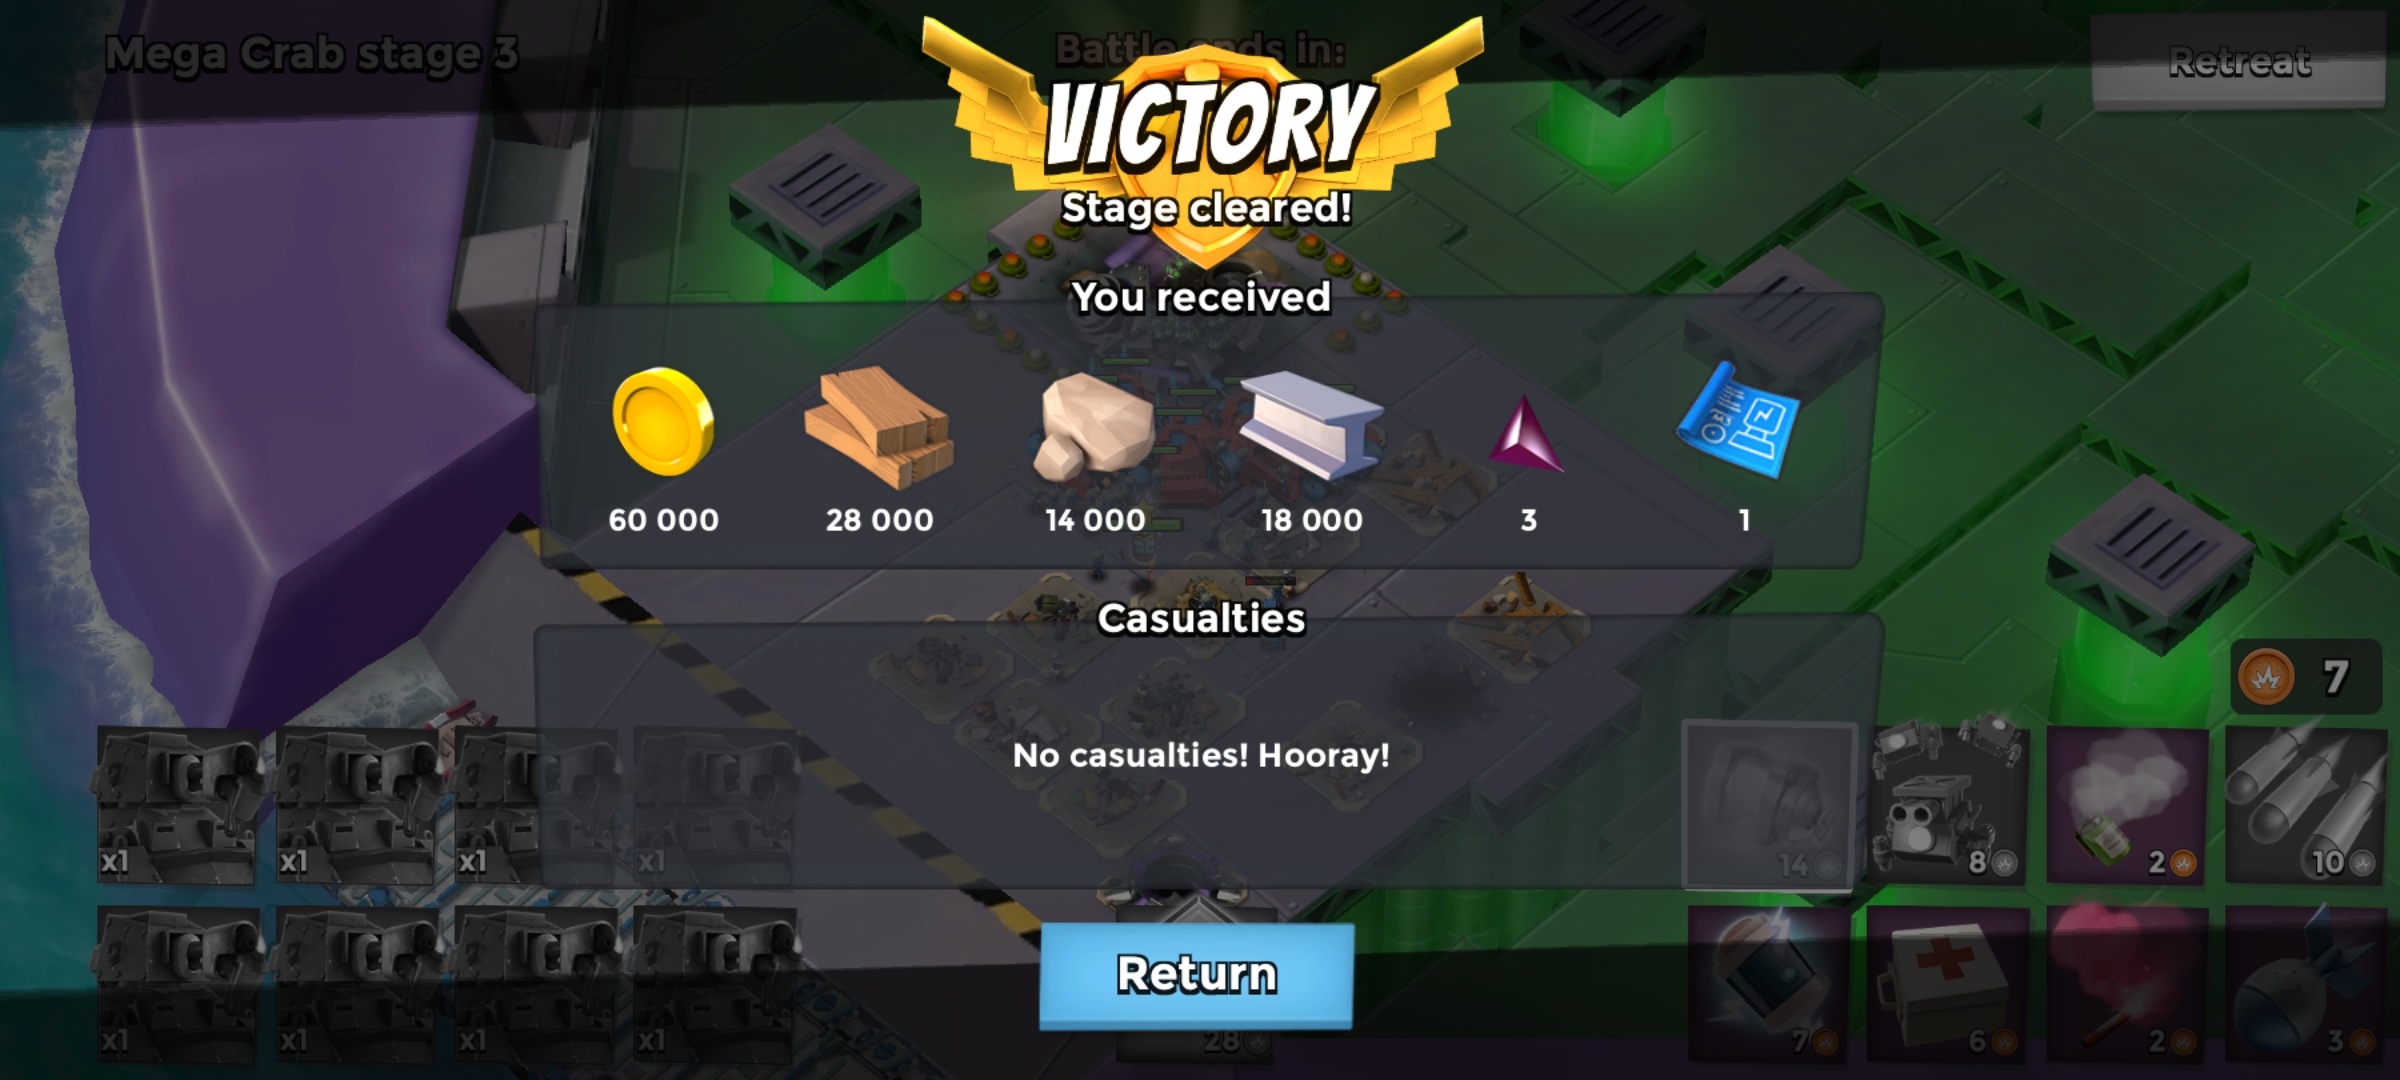 Mega Crab stage 3
Battle ends in:
Retreat
VICTORY
Stage cleared!
You received
60 000
28 000
14 000
18 000
3
1
Casualties
No casualties! Hooray!
7
x1
x1
x1
x1
14
8
2
10
x1
x1
x1
x1
Return
28
7
6
2
3